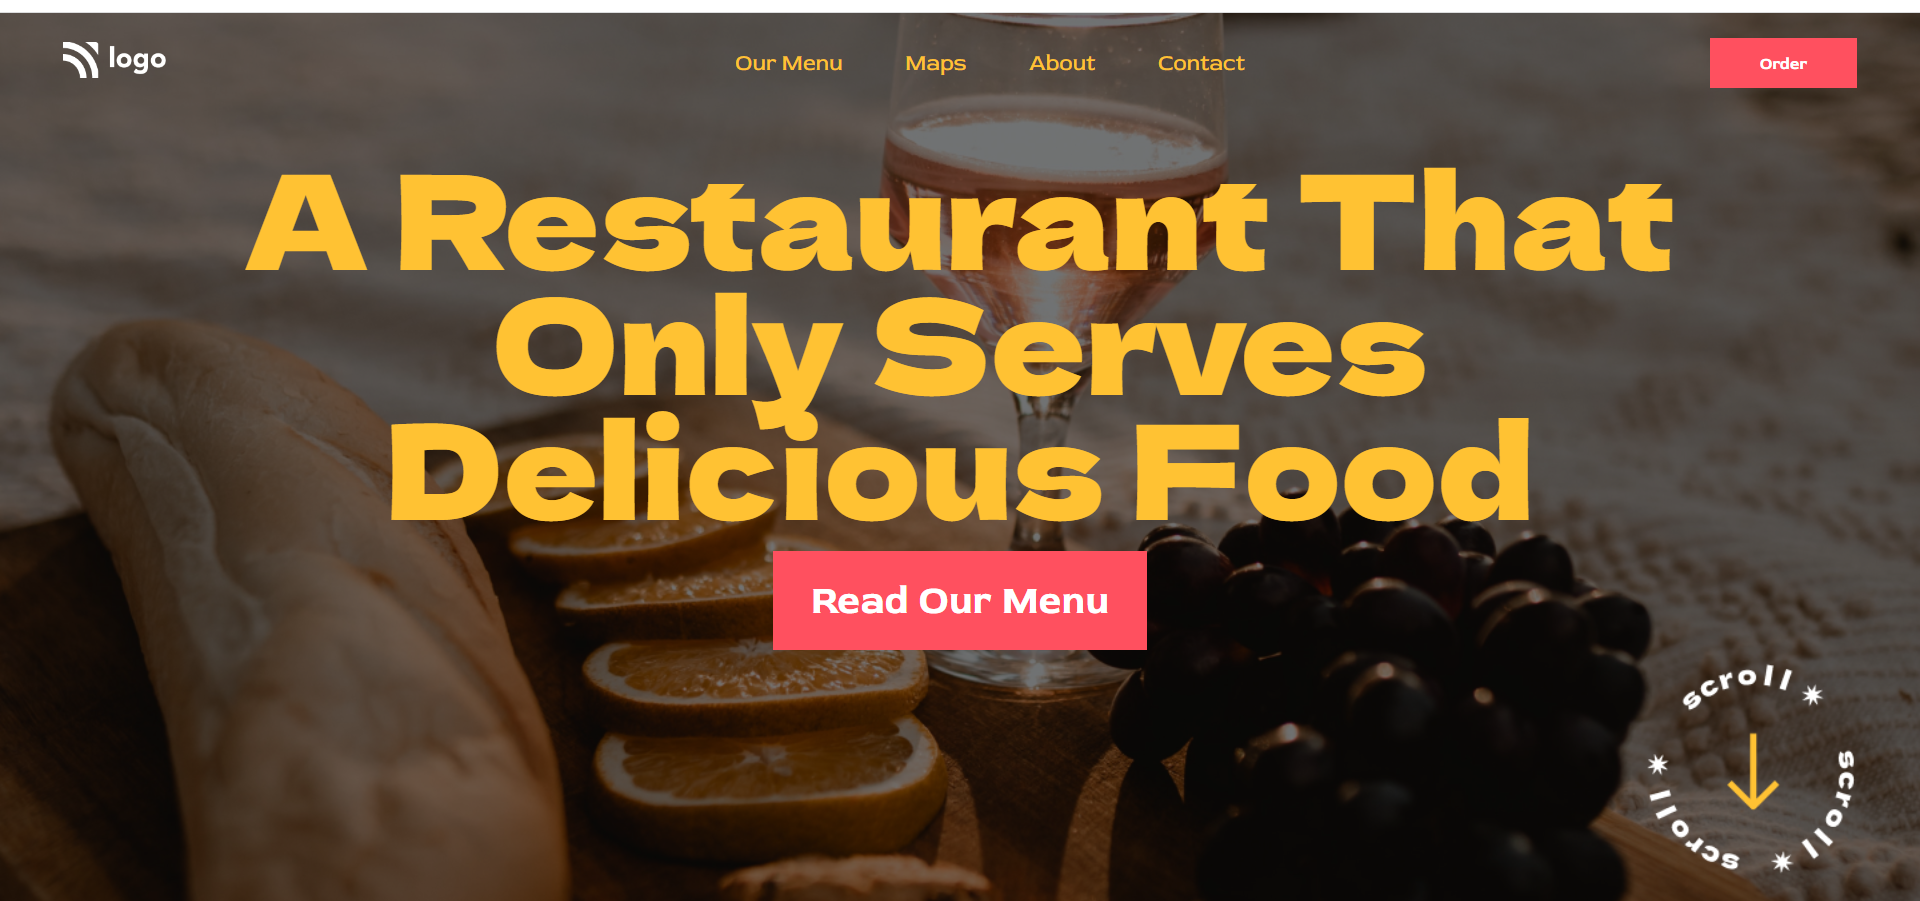 logo
Our Menu
Maps
About
Contact
Order
A Restaurant That
Only Serves
Delicious Food
Read Our Menu
scroll
scroll
scroll